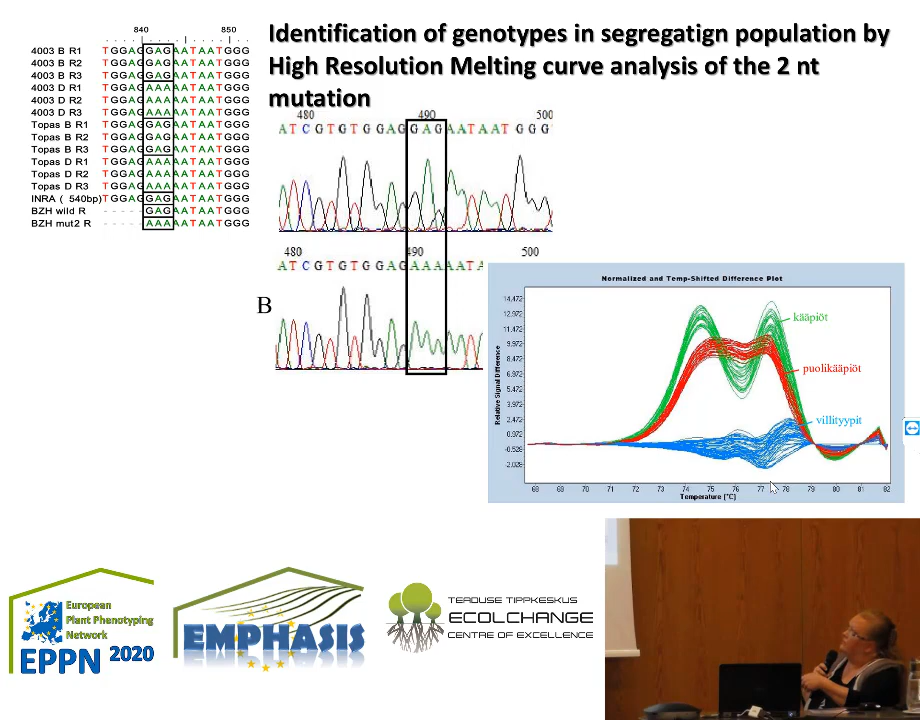 Identification of genotypes in segregatign population by
High Resolution Melting curve analysis of the 2 nt
mutation
840 850
4003 B R1 TGGAGGAGAATAATGGG
4003 B R2 TGGAGGAGAATAATGGG
4003 B R3 TGGAGGAGAATAATGGG
4003 D R1 TGGAGAAAAATAATGGG
4003 D R2 TGGAGAAAAATAATGGG
4003 D R3 TGGAGAAAAATAATGGG
Topas B R1 TGGAGGAGAATAATGGG
Topas B R2 TGGAGGAGAATAATGGG
Topas B R3 TGGAGGAGAATAATGGG
Topas D R1 TGGAGAAAAATAATGGG
Topas D R2 TGGAGAAAAATAATGGG
Topas D R3 TGGAGAAAAATAATGGG
INRA ( 540bp) TGGAGGAGAATAATGGG
BZH wild R - - - - - GAGAATAATGGG
BZH mut2 R - - - - - AAAAATAATGGG
480 490 500
ATCGTGTGGAGGAGAATAATGGG
480 490 500
ATCGTGTGGAGAAAAATA
B
Normalized and Temp-Shifted Difference Plot
Relative Signal Difference
14.472
12.972
11.472
9.972
8.472
6.972
5.472
3.972
2.472
0.972
-0.528
2.028
kääpiöt
puolikääpiöt
villityypit
68 69 70 71 72 73 74 75 76 77 78 79 80 81 82
Temperature (°C)
European
Plant Phenotyping
Network
EPPN 2020
EMPHASIS
TEADUSE TIPPKESKUS
ECOLCHANGE
CENTRE OF EXCELLENCE